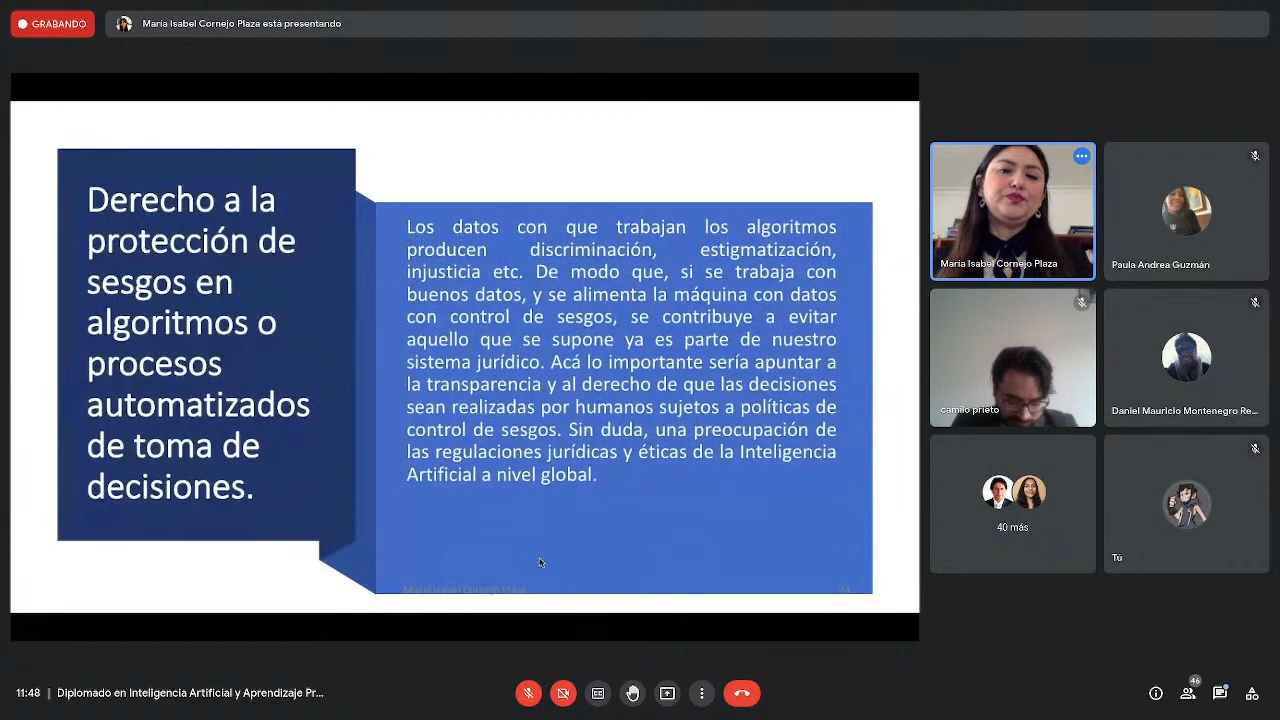 GRABANDO
María Isabel Cornejo Plaza está presentando
Derecho a la
protección de
sesgos en
algoritmos o
procesos
automatizados
de toma de
decisiones.
Los datos con que trabajan los algoritmos
producen discriminación, estigmatización,
injusticia etc. De modo que, si se trabaja con
buenos datos, y se alimenta la máquina con datos
con control de sesgos, se contribuye a evitar
aquello que se supone ya es parte de nuestro
sistema jurídico. Acá lo importante sería apuntar a
la transparencia y al derecho de que las decisiones
sean realizadas por humanos sujetos a políticas de
control de sesgos. Sin duda, una preocupación de
las regulaciones jurídicas y éticas de la Inteligencia
Artificial a nivel global.
María Isabel Cornejo Plaza
María Isabel Cornejo Plaza
Paula Andrea Guzmán
camilo prieto
Daniel Mauricio Montenegro Re...
40 más
Tú
11:48 | Diplomado en Inteligencia Artificial y Aprendizaje Pr...
46